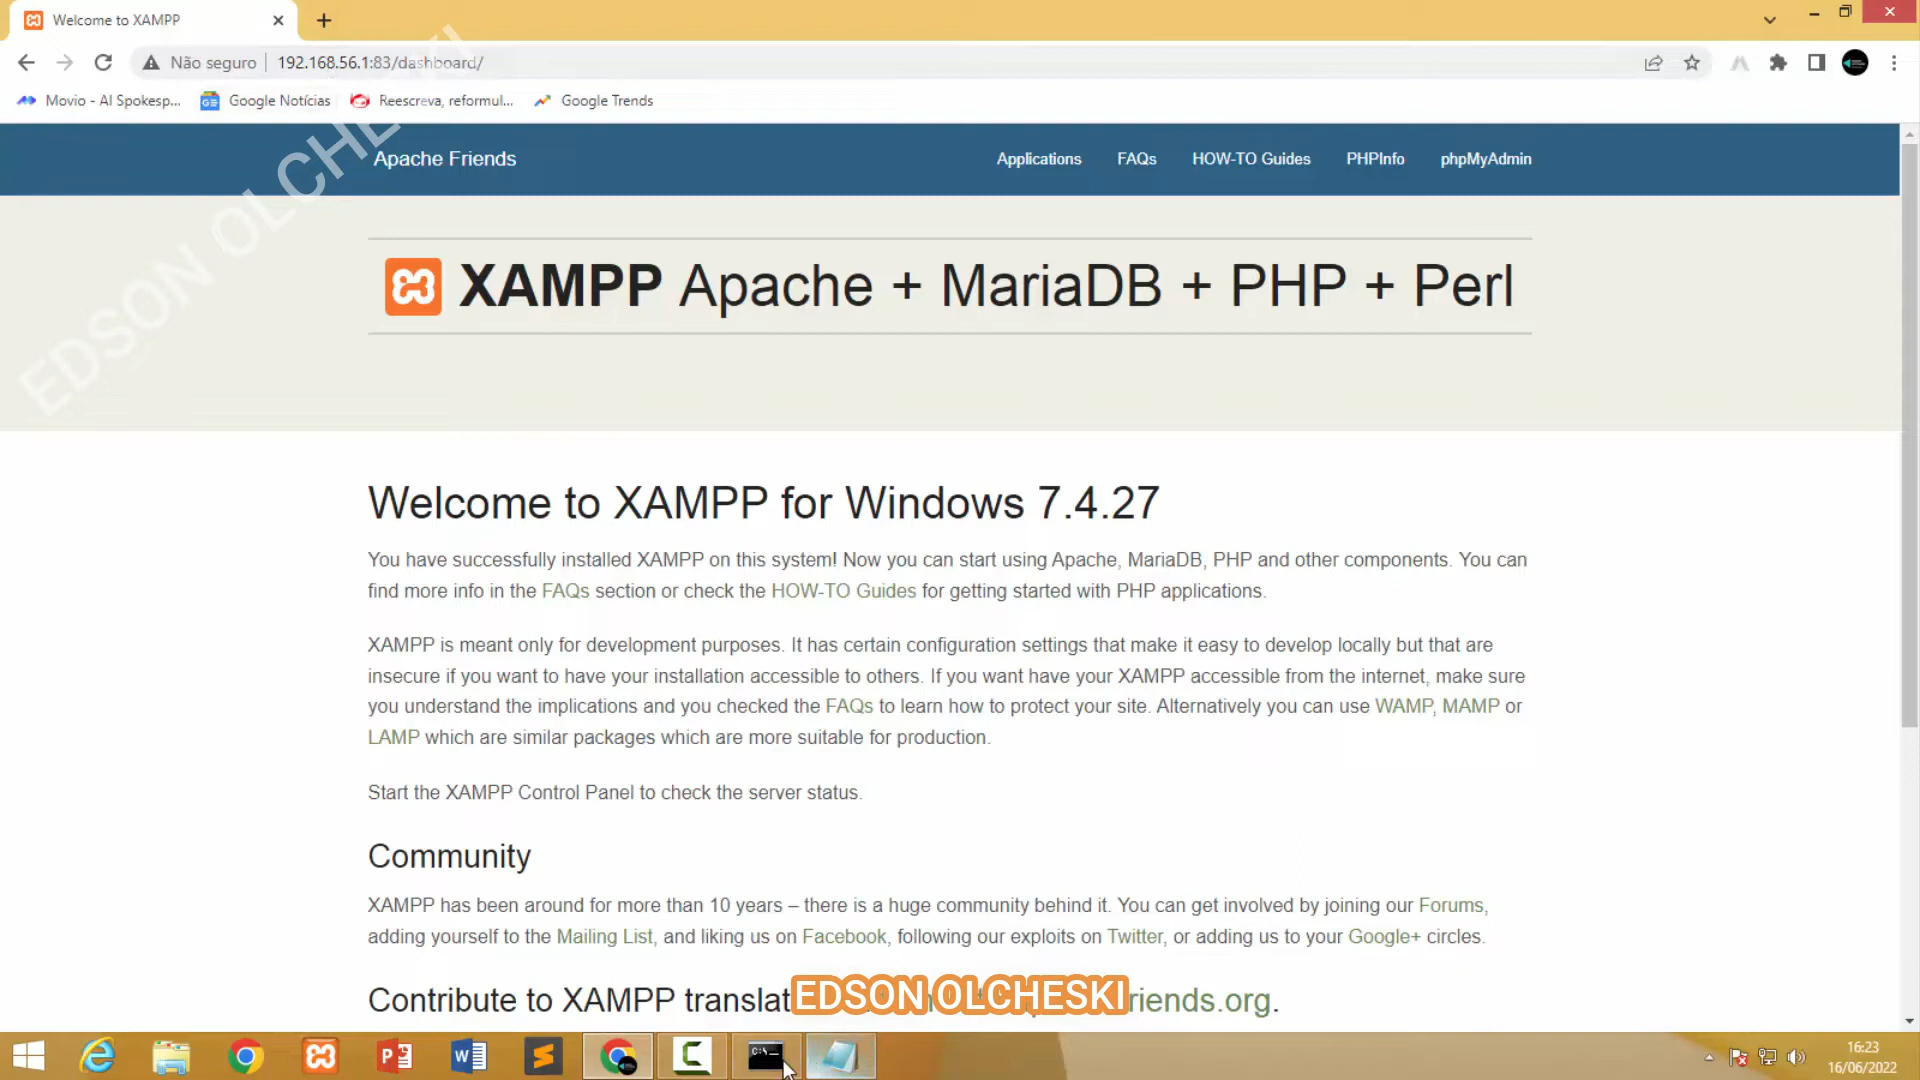 Welcome to XAMPP
Não seguro
192.168.56.1:83/dashboard/
Movio - AI Spokesp...
Google Notícias
Reescreva, reformul...
Google Trends
EDSON OLCHESKI
Apache Friends
Applications
FAQs
HOW-TO Guides
PHPInfo
phpMyAdmin
XAMPP Apache + MariaDB + PHP + Perl
Welcome to XAMPP for Windows 7.4.27
You have successfully installed XAMPP on this system! Now you can start using Apache, MariaDB, PHP and other components. You can
find more info in the FAQs section or check the HOW-TO Guides for getting started with PHP applications.
XAMPP is meant only for development purposes. It has certain configuration settings that make it easy to develop locally but that are
insecure if you want to have your installation accessible to others. If you want have your XAMPP accessible from the internet, make sure
you understand the implications and you checked the FAQs to learn how to protect your site. Alternatively you can use WAMP, MAMP or
LAMP which are similar packages which are more suitable for production.
Start the XAMPP Control Panel to check the server status.
Community
XAMPP has been around for more than 10 years – there is a huge community behind it. You can get involved by joining our Forums,
adding yourself to the Mailing List, and liking us on Facebook, following our exploits on Twitter, or adding us to your Google+ circles.
Contribute to XAMPP translat
riends.org.
EDSON OLCHESKI
C:\
16:23
16/06/2022